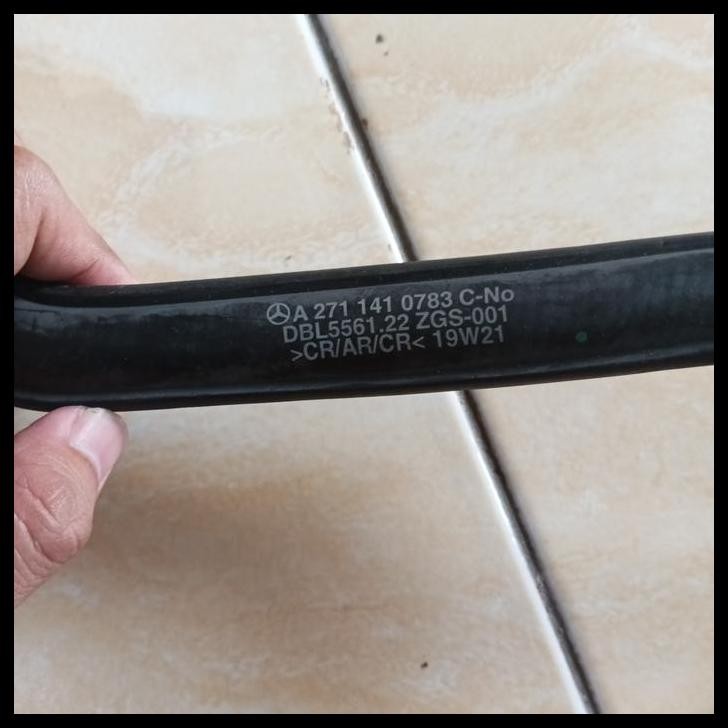 A 271 141 0783 C-No
DBL5561.22 ZGS-001
>CR/AR/CR< 19W21